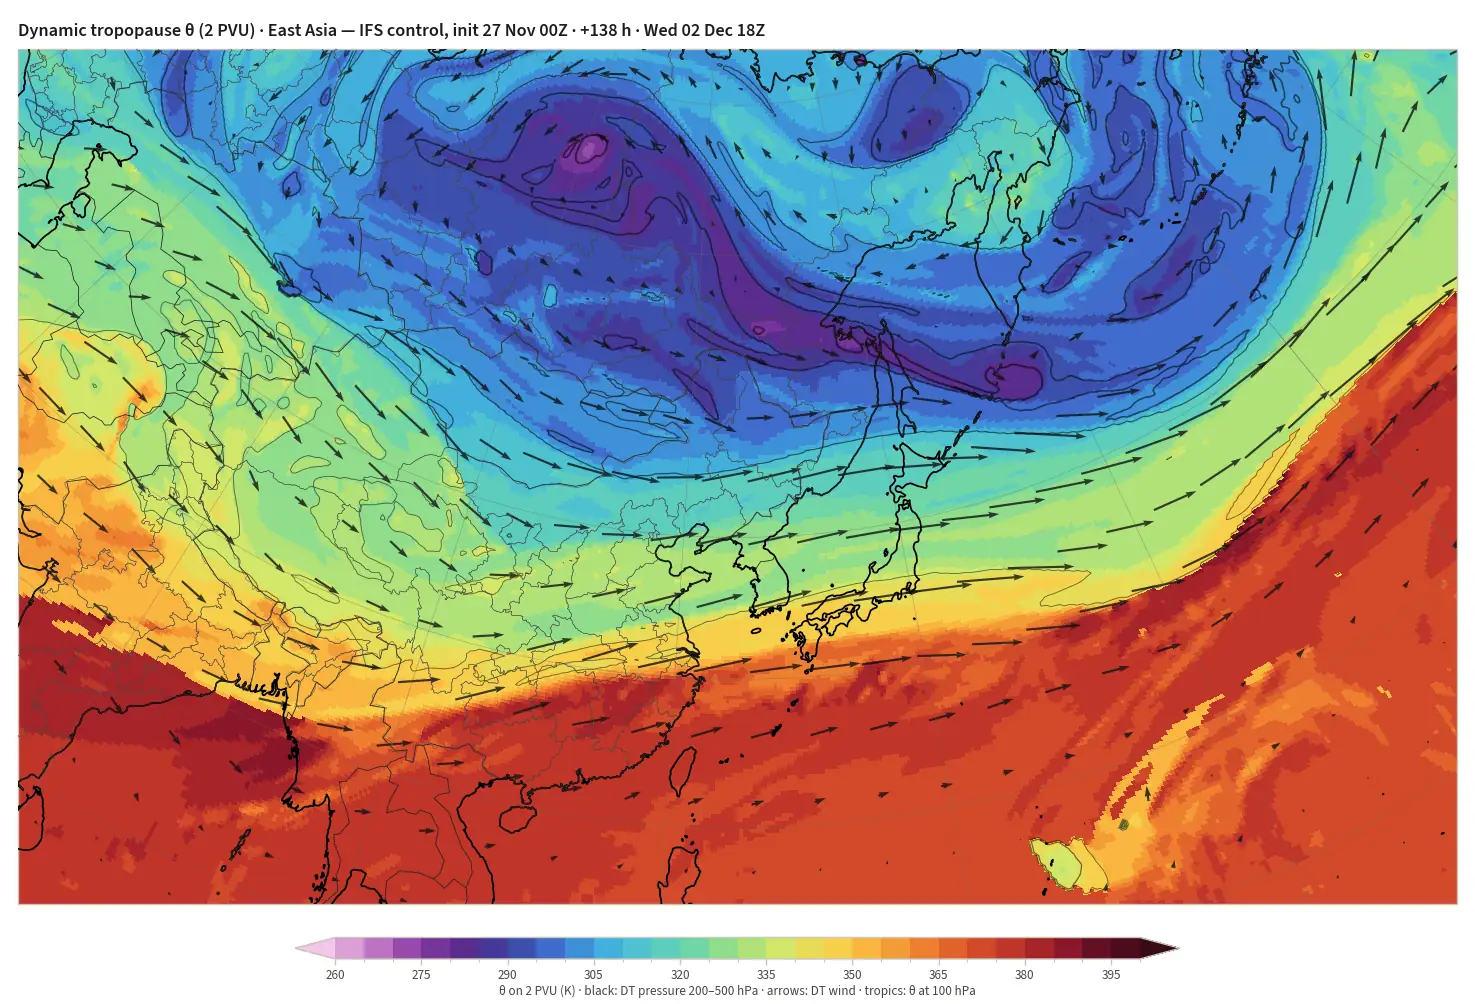 Dynamic tropopause θ (2 PVU) · East Asia — IFS control, init 27 Nov 00Z · +138 h · Wed 02 Dec 18Z
260 275 290 305 320 335 350 365 380 395
θ on 2 PVU (K) · black: DT pressure 200–500 hPa · arrows: DT wind · tropics: θ at 100 hPa